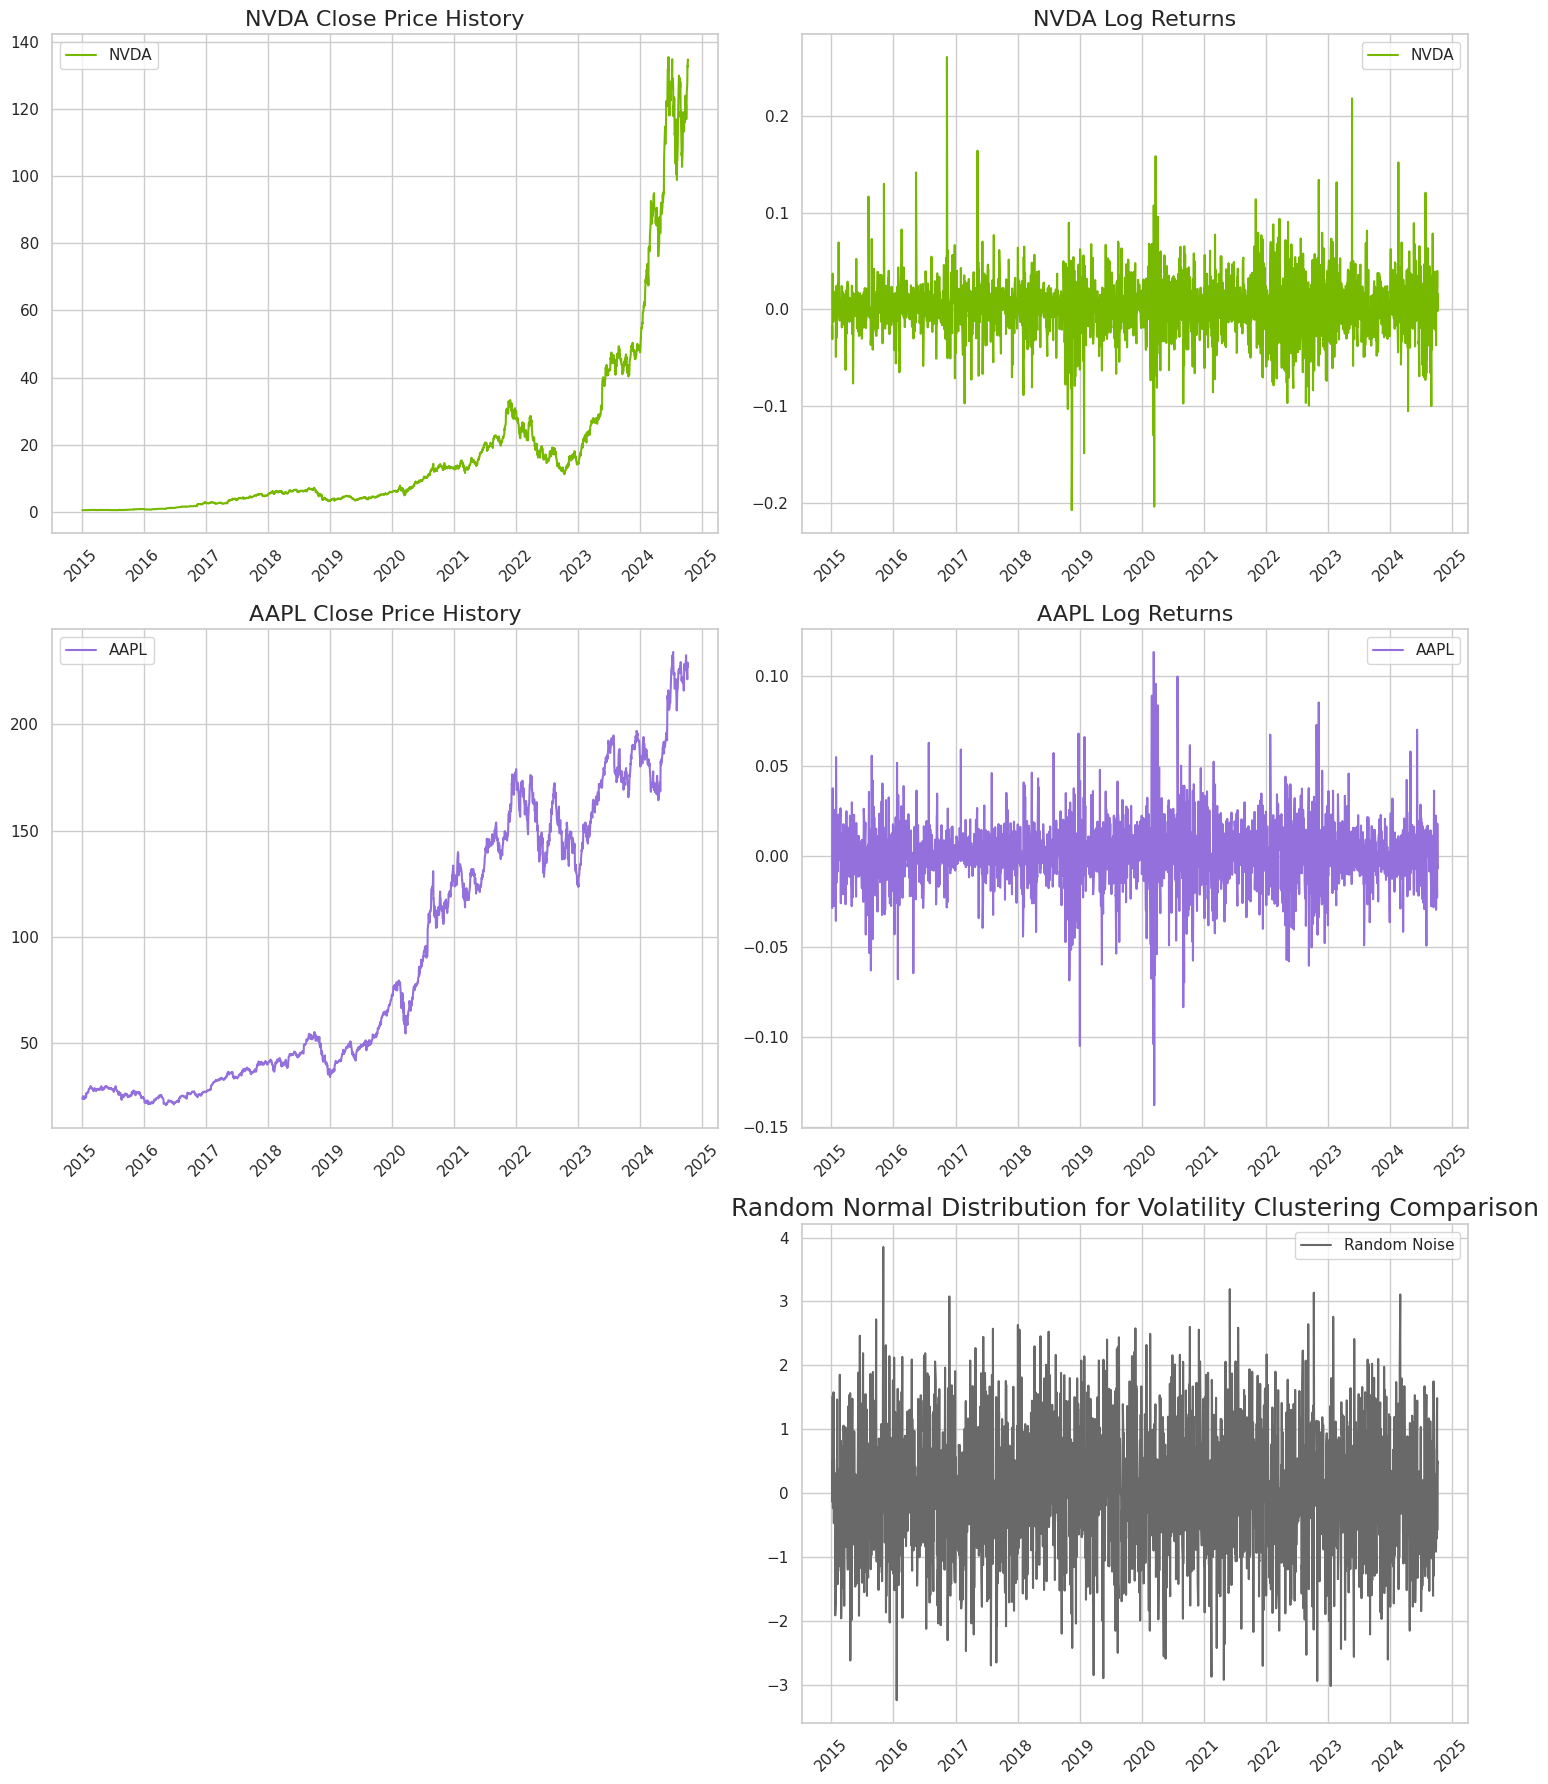 NVDA Close Price History
NVDA
140
120
100
80
60
40
20
0
2015 2016 2017 2018 2019 2020 2021 2022 2023 2024 2025
NVDA Log Returns
NVDA
0.2
0.1
0.0
−0.1
−0.2
2015 2016 2017 2018 2019 2020 2021 2022 2023 2024 2025
AAPL Close Price History
AAPL
200
150
100
50
2015 2016 2017 2018 2019 2020 2021 2022 2023 2024 2025
AAPL Log Returns
AAPL
0.10
0.05
0.00
−0.05
−0.10
−0.15
2015 2016 2017 2018 2019 2020 2021 2022 2023 2024 2025
Random Normal Distribution for Volatility Clustering Comparison
Random Noise
4
3
2
1
0
−1
−2
−3
2015 2016 2017 2018 2019 2020 2021 2022 2023 2024 2025